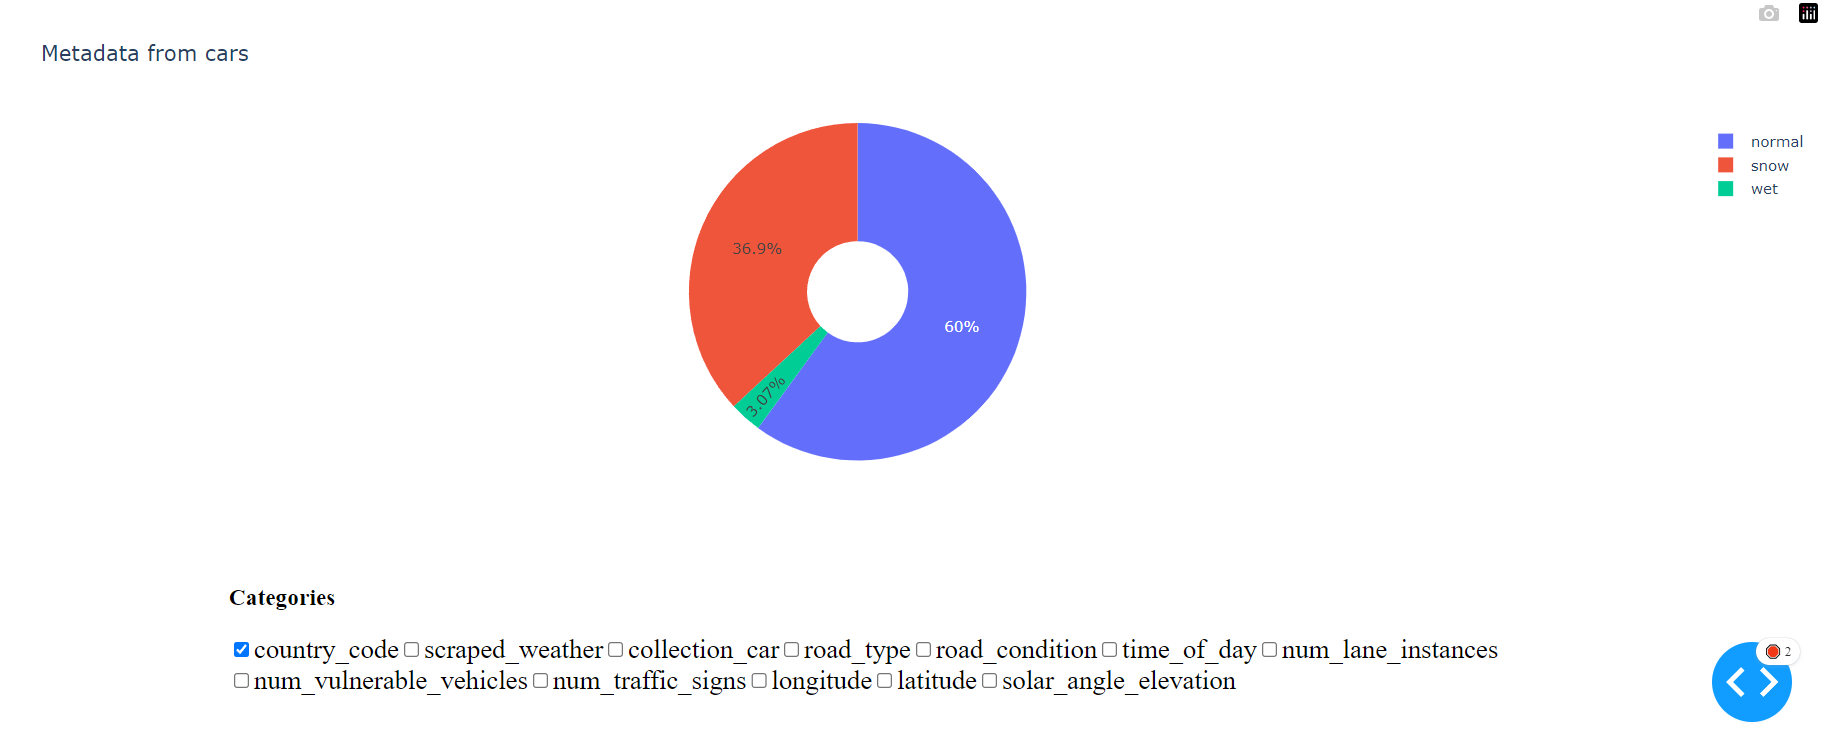 Metadata from cars
normal
snow
wet
36.9%
60%
3.07%
Categories
country_code scraped_weather collection_car road_type road_condition time_of_day num_lane_instances
num_vulnerable_vehicles num_traffic_signs longitude latitude solar_angle_elevation
2